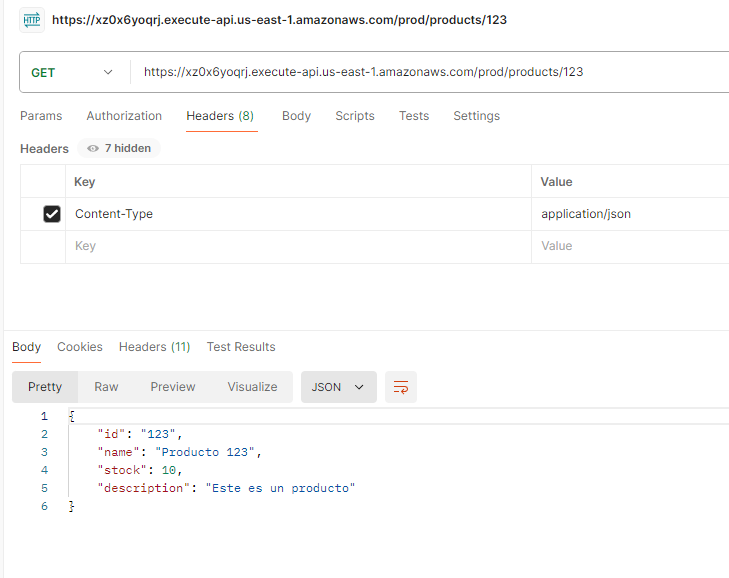 HTTP https://xz0x6yoqrj.execute-api.us-east-1.amazonaws.com/prod/products/123
GET https://xz0x6yoqrj.execute-api.us-east-1.amazonaws.com/prod/products/123
Params Authorization Headers (8) Body Scripts Tests Settings
Headers 7 hidden
Key Value
Content-Type application/json
Key Value
Body Cookies Headers (11) Test Results
Pretty Raw Preview Visualize JSON
1 {
2 "id": "123",
3 "name": "Producto 123",
4 "stock": 10,
5 "description": "Este es un producto"
6 }